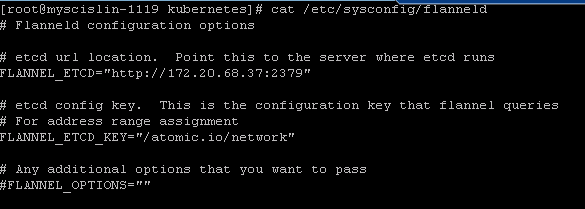 [root@myscislin-1119 kubernetes]# cat /etc/sysconfig/flanneld
# Flanneld configuration options
# etcd url location.  Point this to the server where etcd runs
FLANNEL_ETCD="http://172.20.68.37:2379"
# etcd config key.  This is the configuration key that flannel queries
# For address range assignment
FLANNEL_ETCD_KEY="/atomic.io/network"
# Any additional options that you want to pass
#FLANNEL_OPTIONS=""